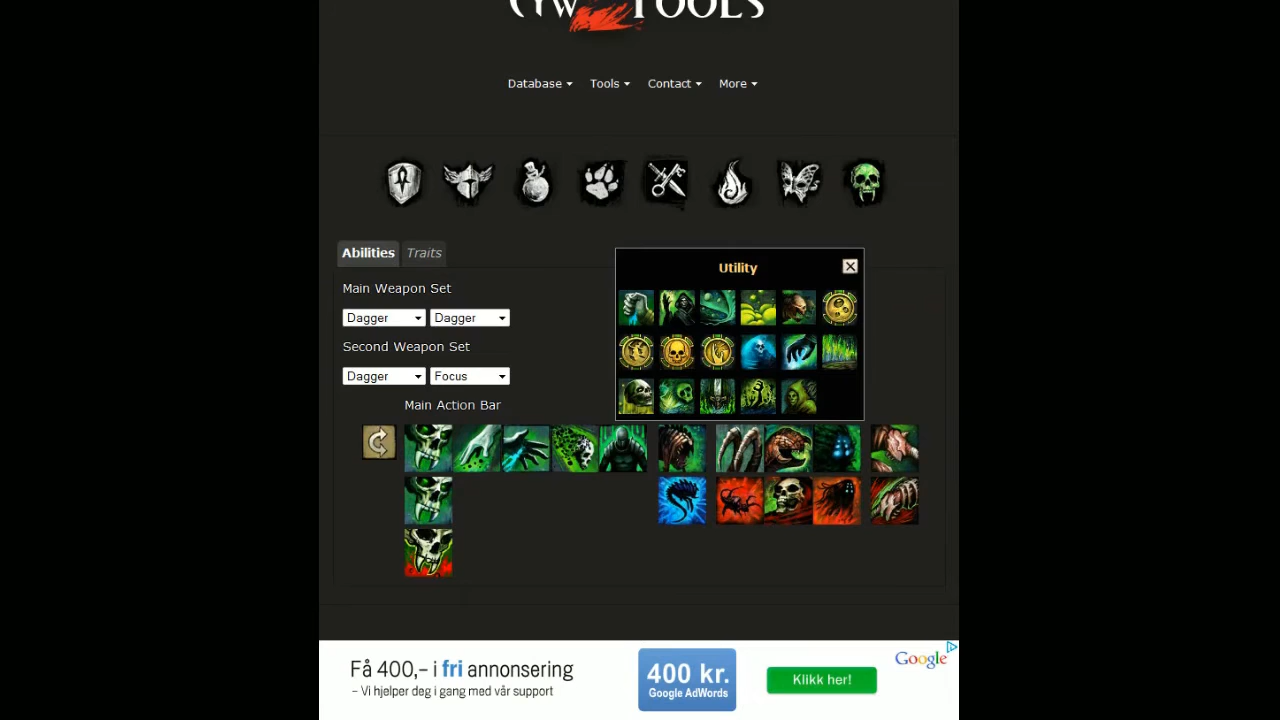 TOOLS
Database Tools Contact More
Abilities Traits
Utility
Main Weapon Set
Dagger Dagger
Second Weapon Set
Dagger Focus
Main Action Bar
Få 400,- i fri annonsering
- Vi hjelper deg i gang med vår support
400 kr.
Google AdWords
Klikk her!
Google